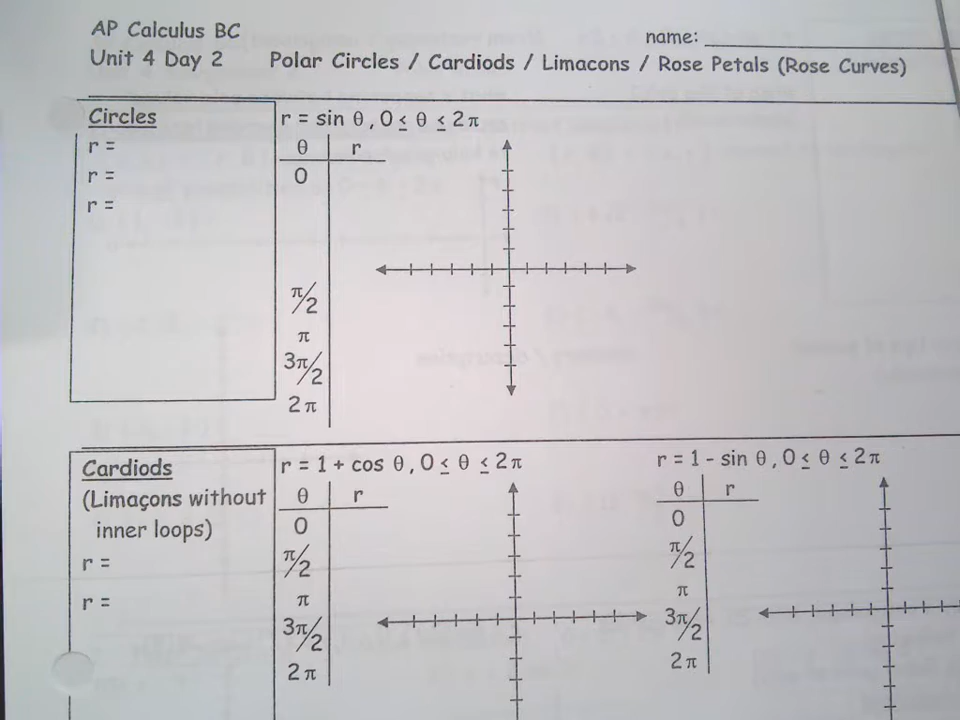 AP Calculus BC
name:
Unit 4 Day 2 Polar Circles / Cardiods / Limacons / Rose Petals (Rose Curves)
Circles
r =
r =
r =
r = sin θ, 0 ≤ θ ≤ 2π
θ r
0
π/2
π
3π/2
2π
Cardiods
(Limaçons without
inner loops)
r =
r =
r = 1 + cos θ, 0 ≤ θ ≤ 2π
θ r
0
π/2
π
3π/2
2π
r = 1 - sin θ, 0 ≤ θ ≤ 2π
θ r
0
π/2
π
3π/2
2π